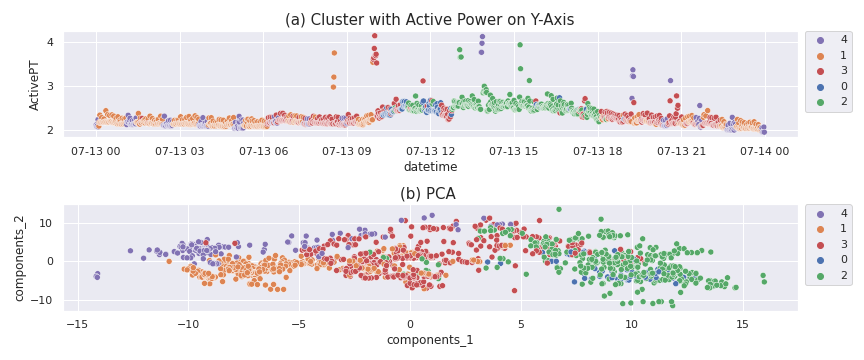 (a) Cluster with Active Power on Y-Axis
4
3
2
ActivePT
07-13 00 07-13 03 07-13 06 07-13 09 07-13 12 07-13 15 07-13 18 07-13 21 07-14 00
datetime
4
1
3
0
2
(b) PCA
10
0
−10
components_2
−15 −10 −5 0 5 10 15
components_1
4
1
3
0
2